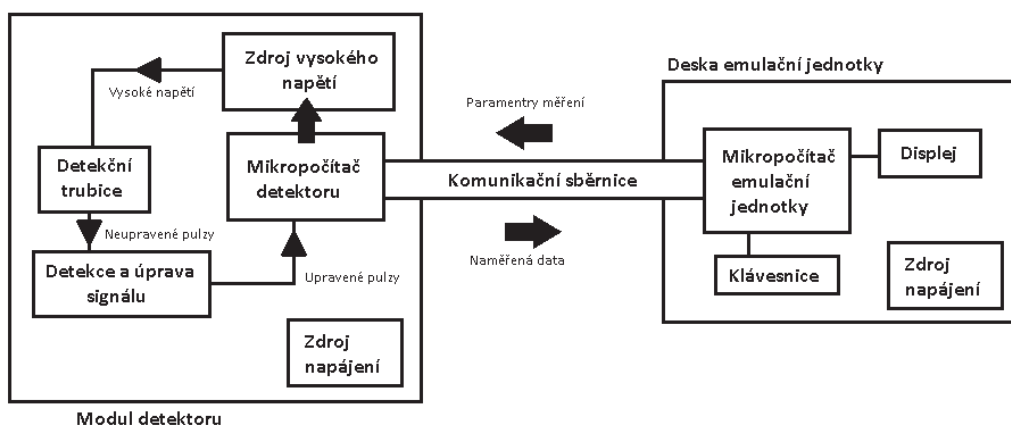 Zdroj vysokého
napětí
Vysoké napětí
Detekční
trubice
Mikropočítač
detektoru
Neupravené pulzy
Detekce a úprava
signálu
Upravené pulzy
Zdroj
napájení
Modul detektoru
Paramentry měření
Komunikační sběrnice
Naměřená data
Deska emulační jednotky
Mikropočítač
emulační
jednotky
Displej
Klávesnice
Zdroj
napájení